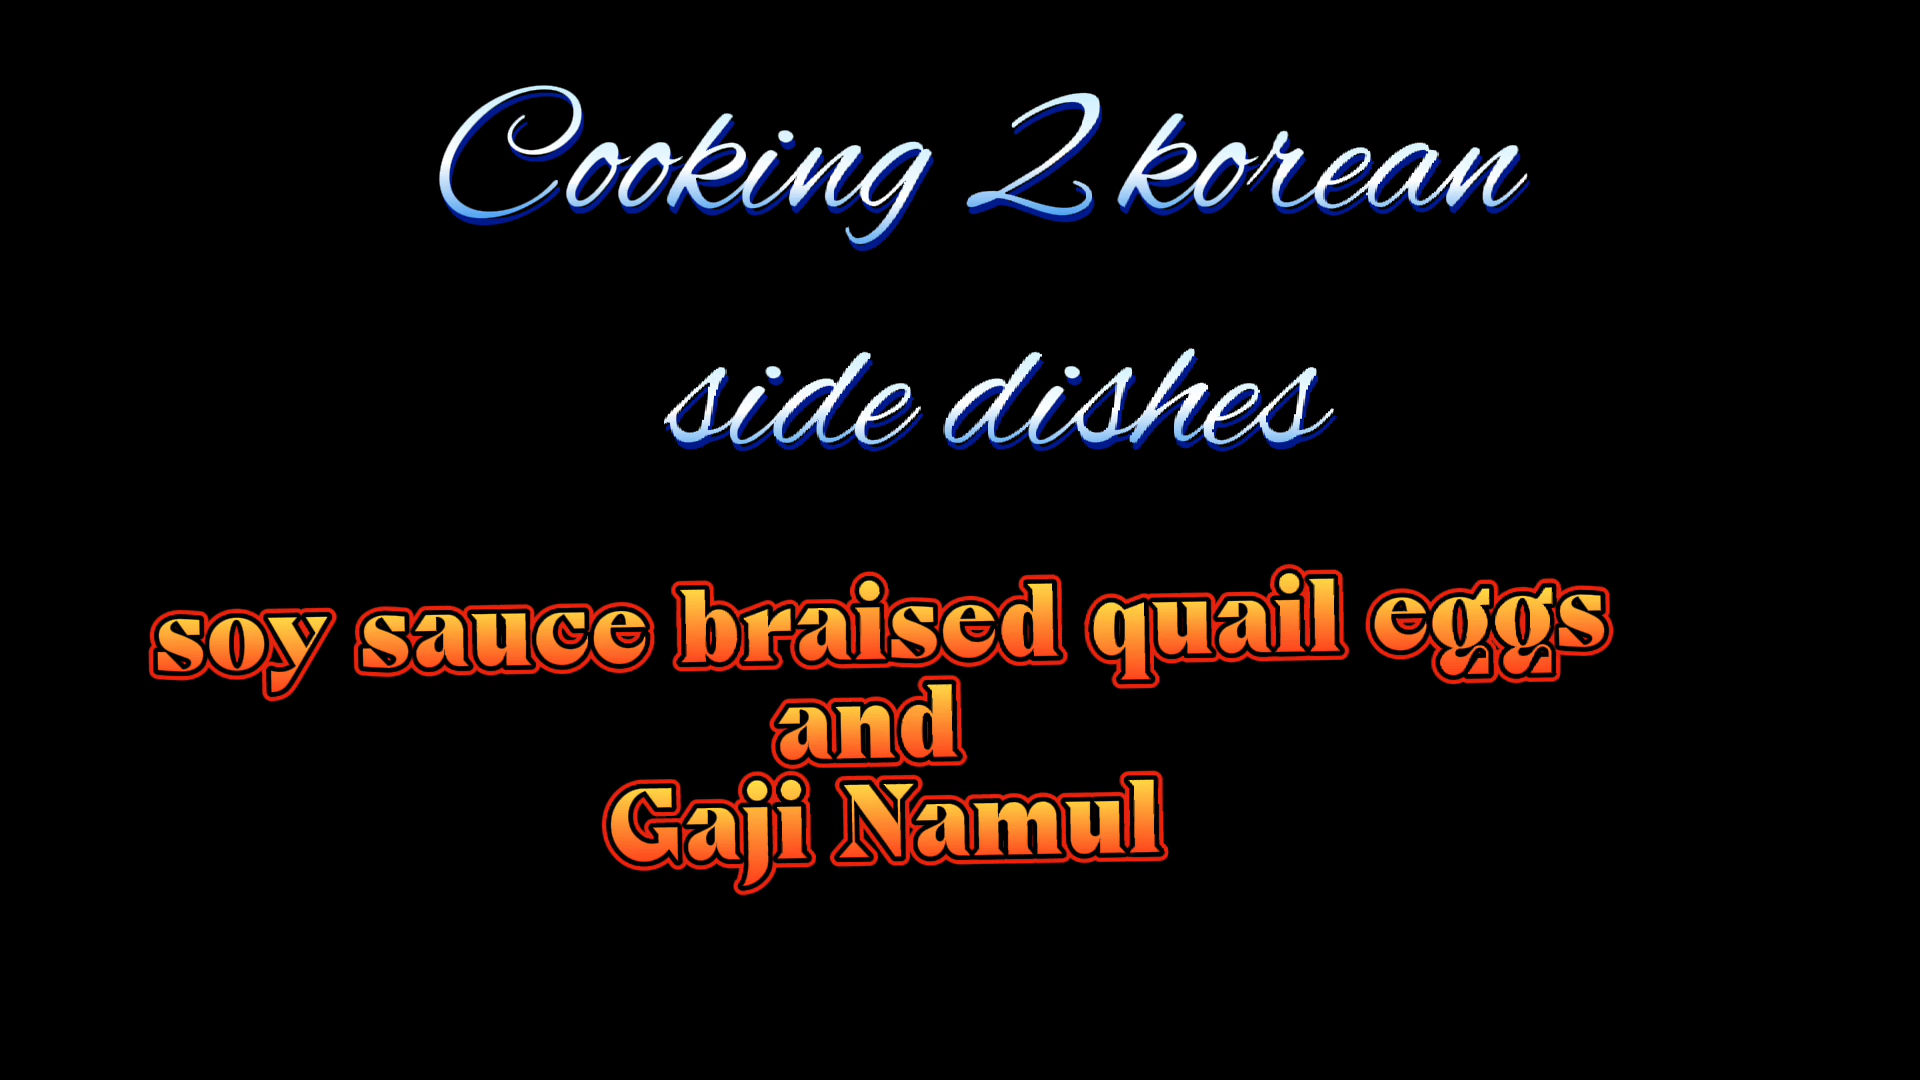 Cooking 2 korean
side dishes
soy sauce braised quail eggs
and
Gaji Namul